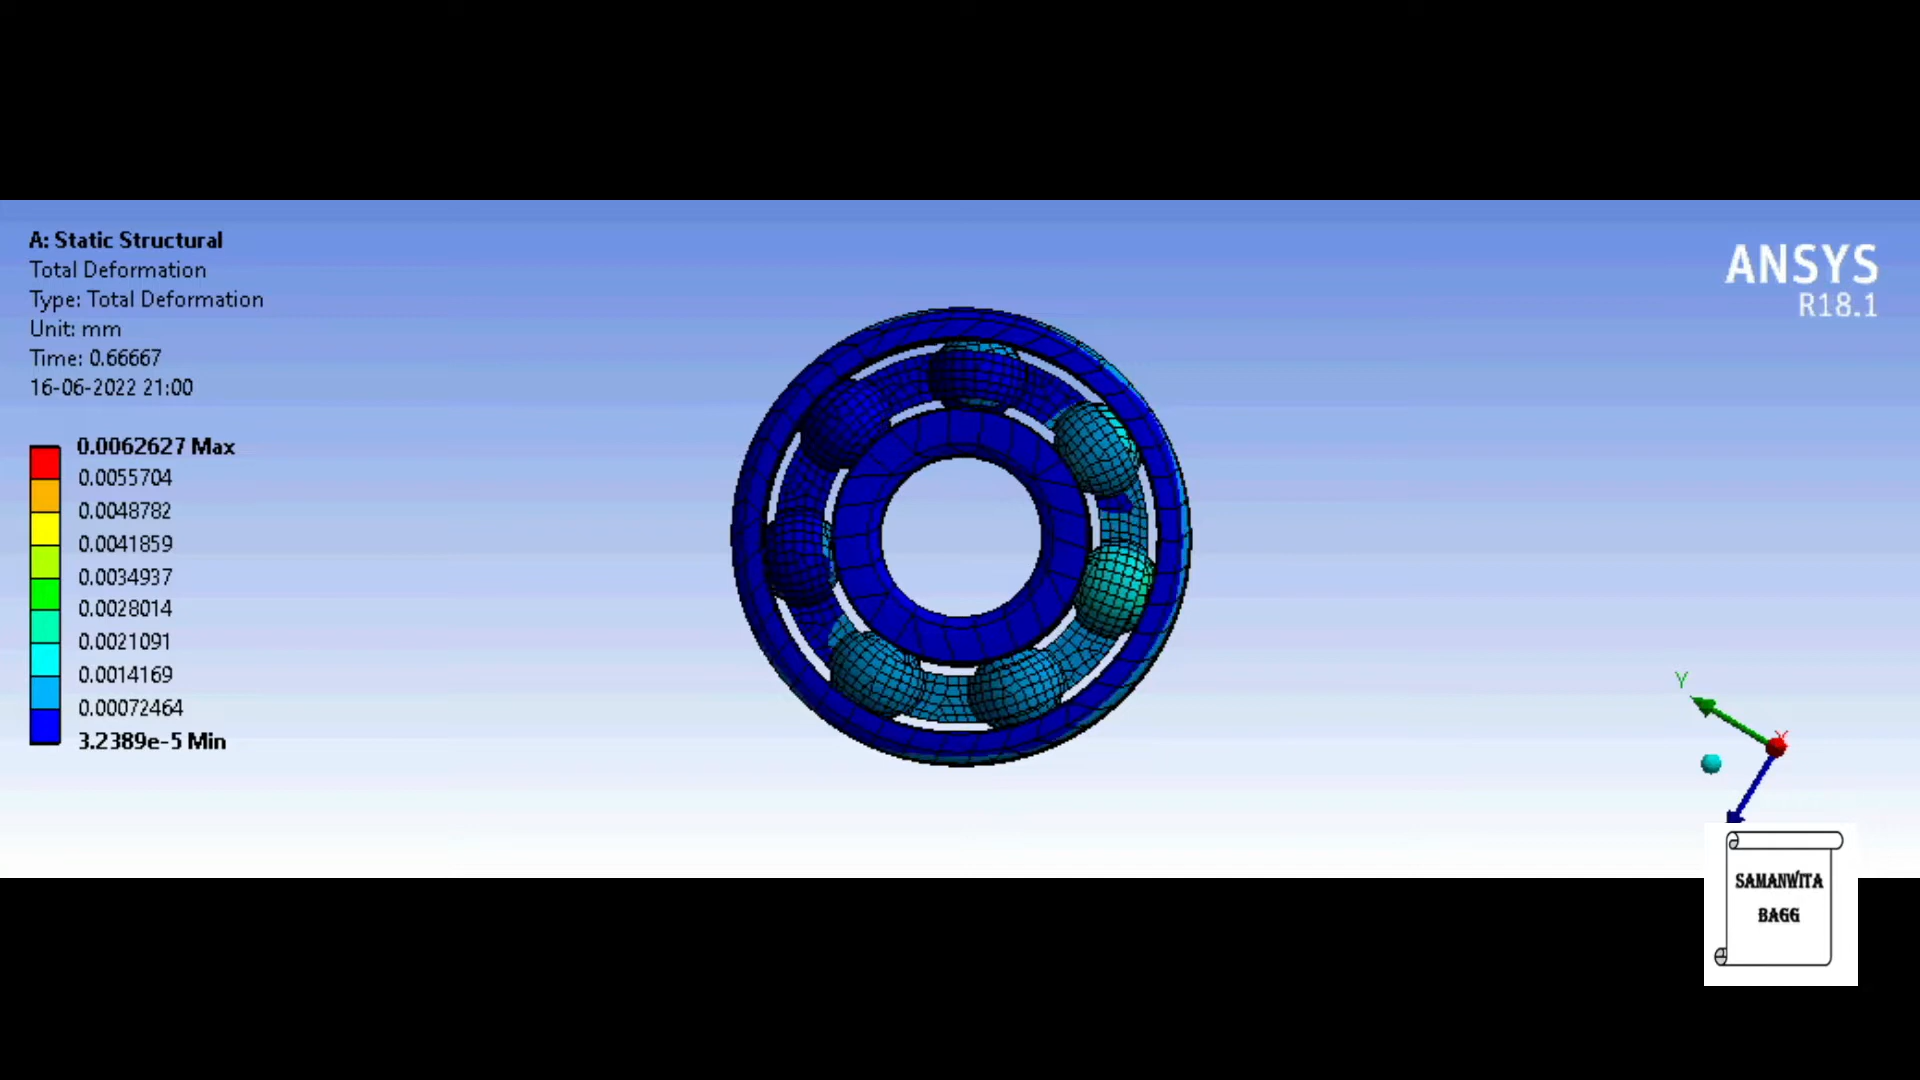 A: Static Structural
Total Deformation
Type: Total Deformation
Unit: mm
Time: 0.66667
16-06-2022 21:00
0.0062627 Max
0.0055704
0.0048782
0.0041859
0.0034937
0.0028014
0.0021091
0.0014169
0.00072464
3.2389e-5 Min
ANSYS
R18.1
Y
X
SAMANWITA
BAGG